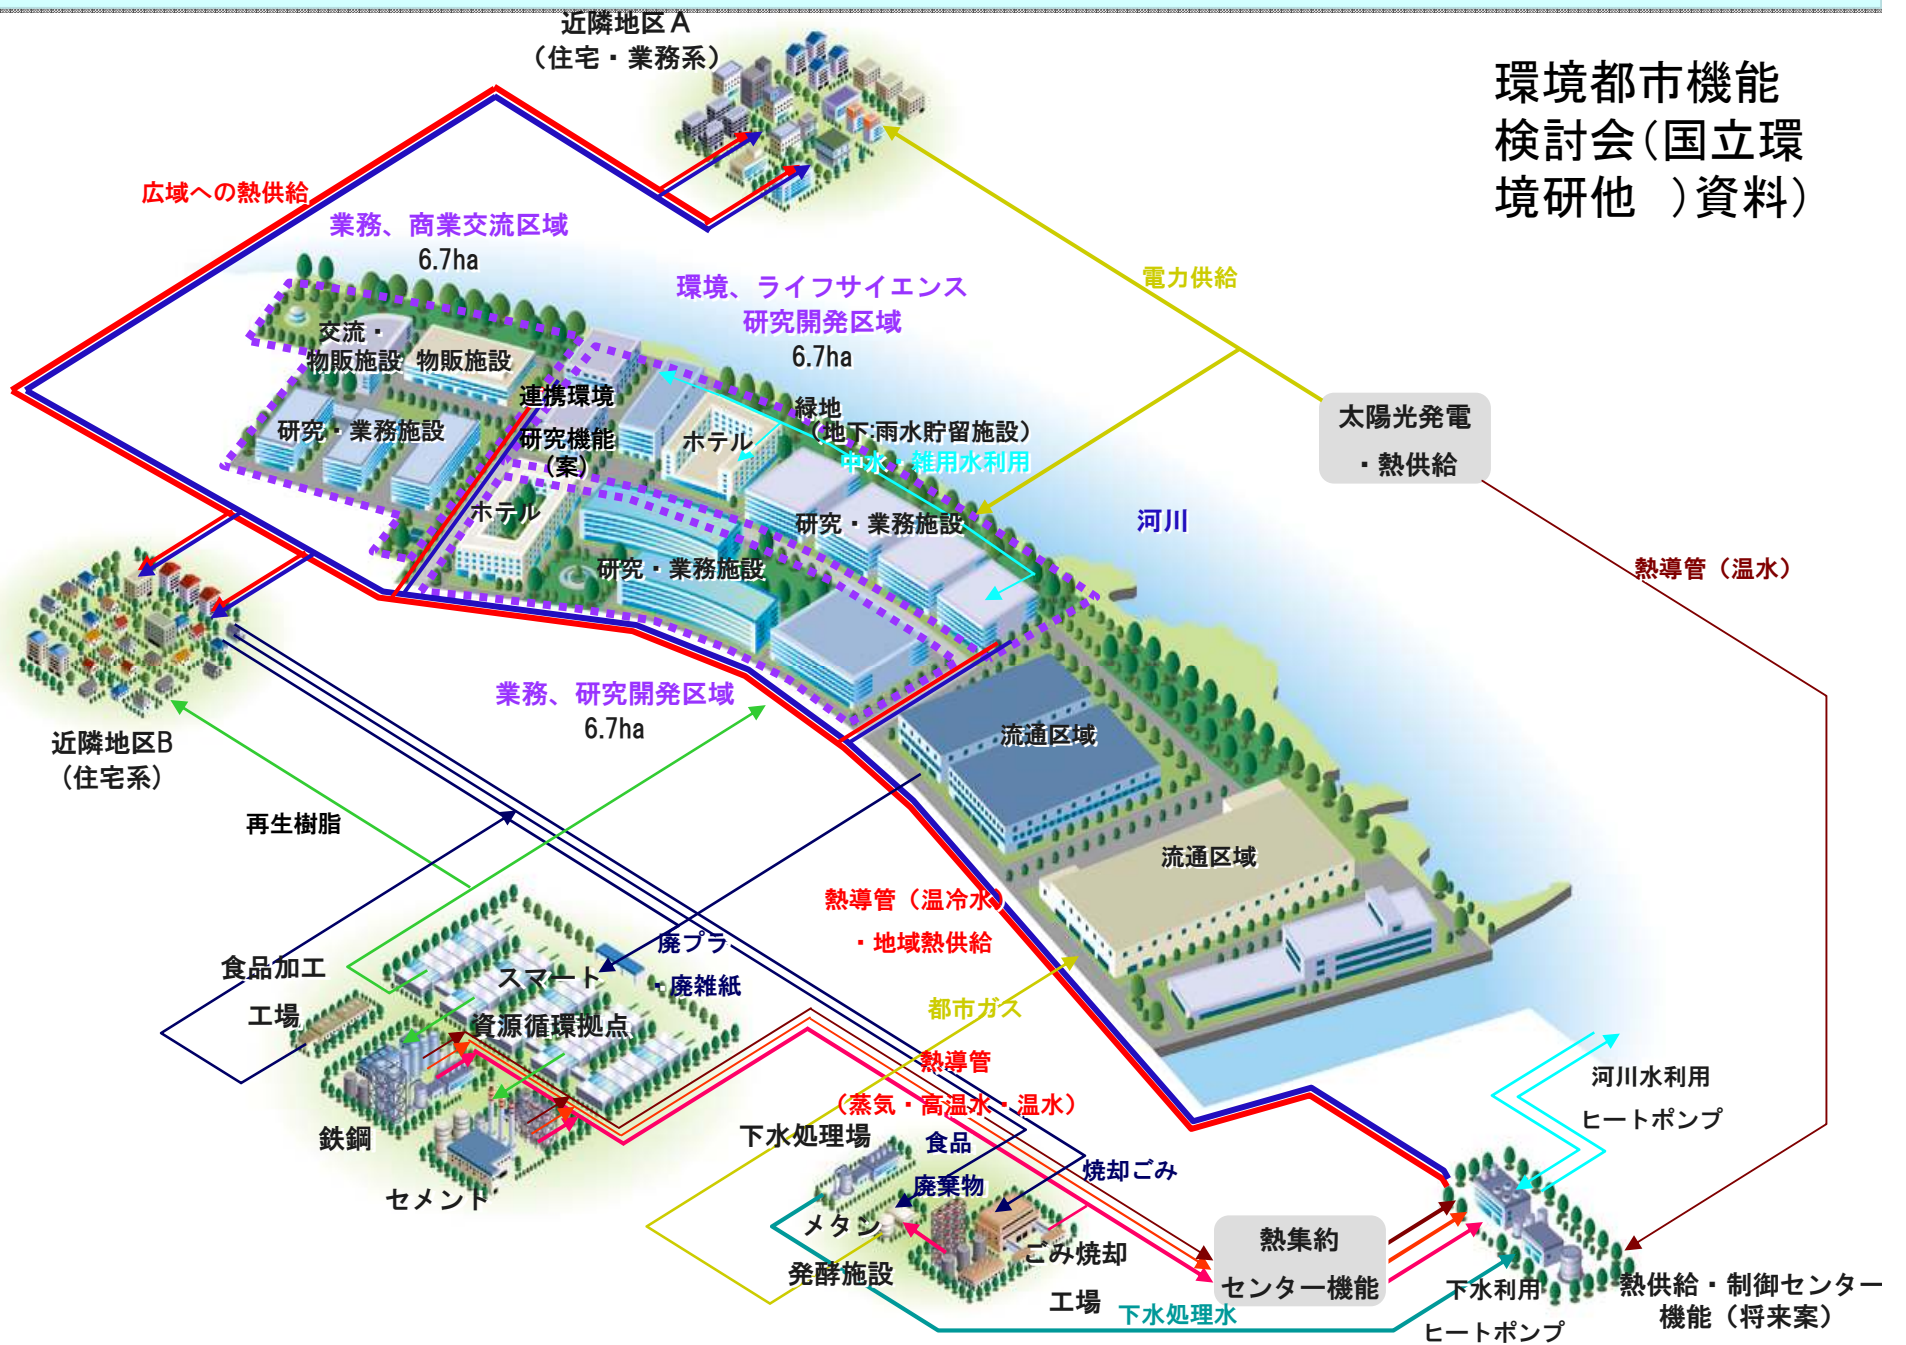 近隣地区A
（住宅・業務系）
環境都市機能
検討会（国立環
境研他　）資料）
広域への熱供給
業務、商業交流区域
6.7ha
環境、ライフサイエンス
研究開発区域
6.7ha
電力供給
交流・
物販施設
物販施設
連携環境
研究機能
（案）
研究・業務施設
ホテル
緑地
（地下:雨水貯留施設）
中水・雑用水利用
太陽光発電
・熱供給
ホテル
研究・業務施設
河川
研究・業務施設
熱導管（温水）
業務、研究開発区域
6.7ha
近隣地区B
（住宅系）
流通区域
再生樹脂
流通区域
熱導管（温冷水）
・地域熱供給
廃プラ
・廃雑紙
食品加工
工場
スマート
資源循環拠点
都市ガス
熱導管
（蒸気・高温水・温水）
河川水利用
ヒートポンプ
鉄鋼
セメント
下水処理場
食品
廃棄物
焼却ごみ
メタン
発酵施設
ごみ焼却
工場
熱集約
センター機能
下水処理水
下水利用
ヒートポンプ
熱供給・制御センター
機能（将来案）